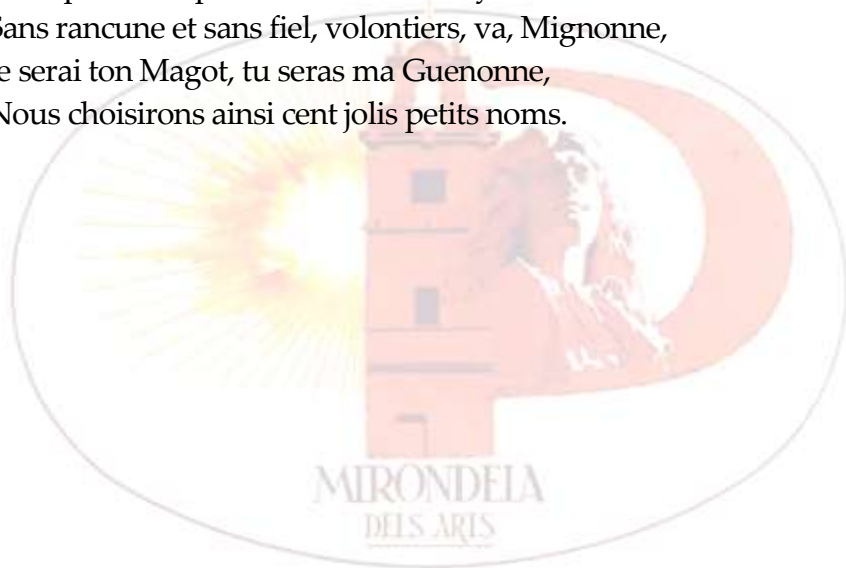 Sans rancune et sans fiel, volontiers, va, Mignonne,
e serai ton Magot, tu seras ma Guenonne,
Nous choisirons ainsi cent jolis petits noms.
MIRONDELA
DELS ARTS